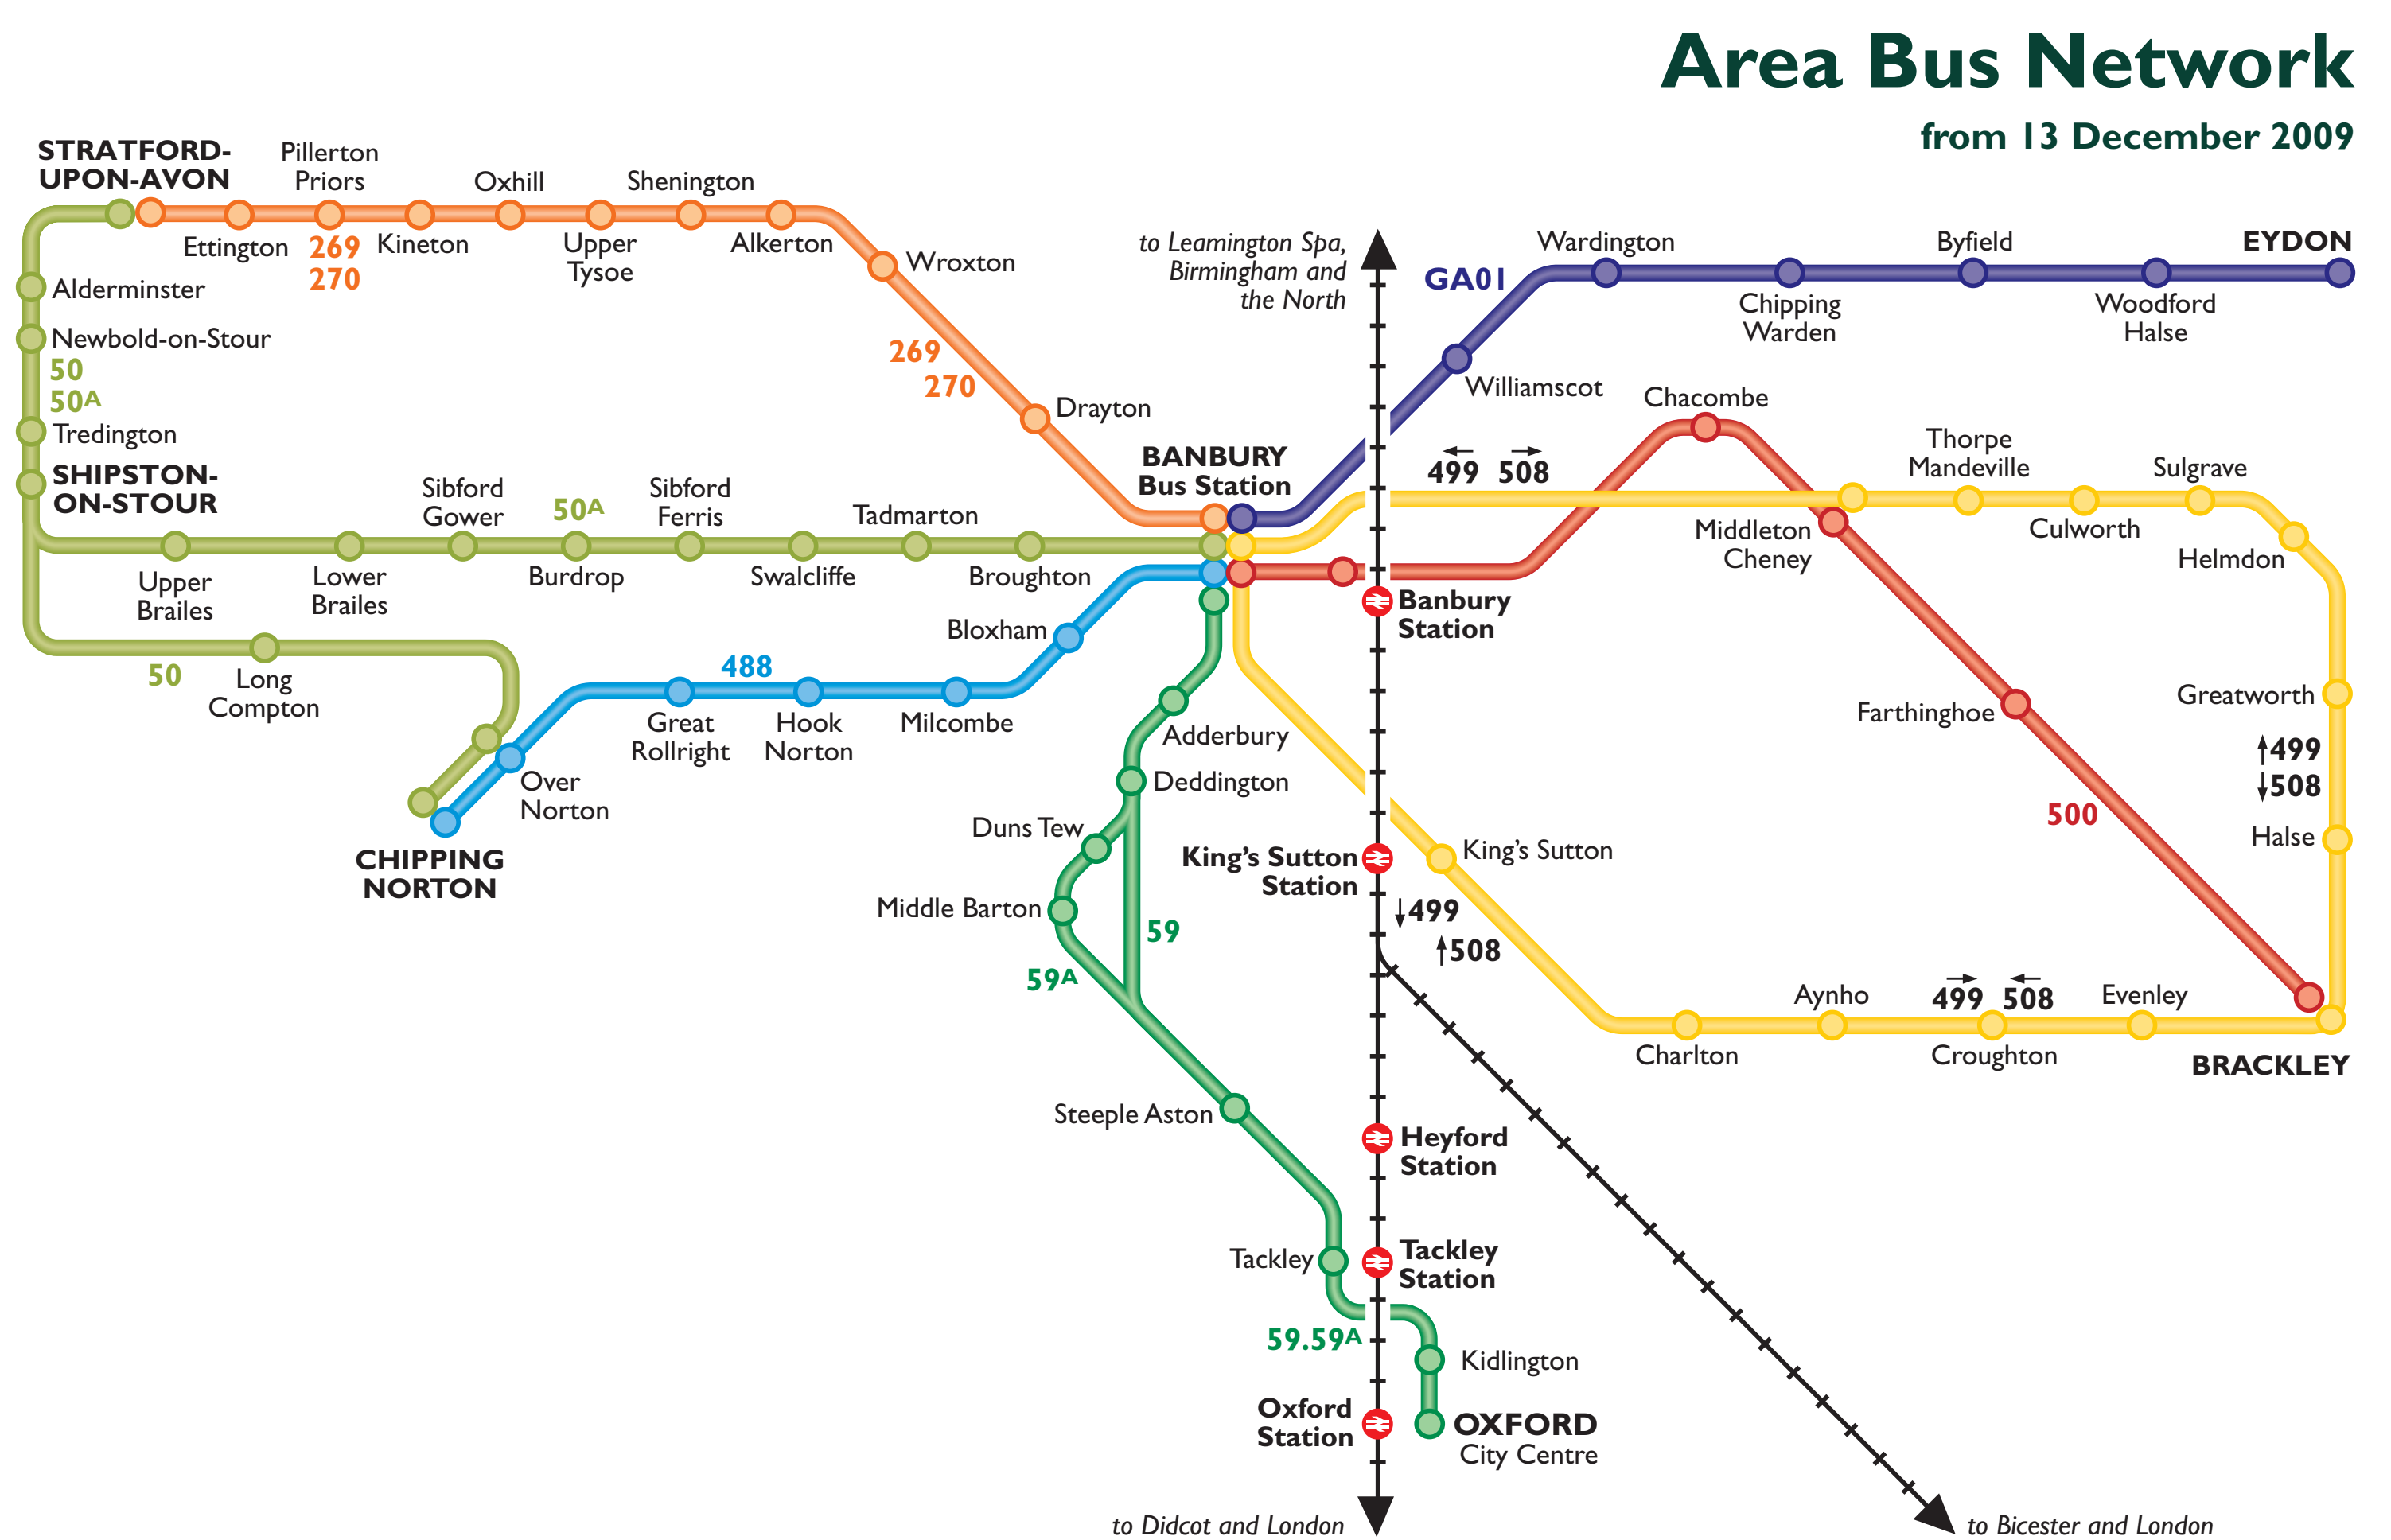 Area Bus Network
from 13 December 2009
STRATFORD-
UPON-AVON
Pillerton
Priors
Oxhill
Shenington
Ettington
269
270
Kineton
Upper
Tysoe
Alkerton
Wroxton
269
270
Drayton
Alderminster
Newbold-on-Stour
50
50A
Tredington
SHIPSTON-
ON-STOUR
Upper
Brailes
Lower
Brailes
Sibford
Gower
50A
Burdrop
Sibford
Ferris
Swalcliffe
Tadmarton
Broughton
50
Long
Compton
488
Great
Rollright
Hook
Norton
Milcombe
Bloxham
Over
Norton
CHIPPING
NORTON
to Leamington Spa,
Birmingham and
the North
BANBURY
Bus Station
GA01
Wardington
Chipping
Warden
Byfield
Woodford
Halse
EYDON
Williamscot
Chacombe
← →
499 508
Thorpe
Mandeville
Sulgrave
Middleton
Cheney
Culworth
Helmdon
Banbury
Station
Farthinghoe
Greatworth
↑499
↓508
500
Halse
Adderbury
Deddington
Duns Tew
Middle Barton
59
59A
King's Sutton
Station
King's Sutton
↓499
↑508
Charlton
Aynho
→ ←
499 508
Croughton
Evenley
BRACKLEY
Steeple Aston
Heyford
Station
Tackley
Tackley
Station
59.59A
Kidlington
Oxford
Station
OXFORD
City Centre
to Didcot and London
to Bicester and London